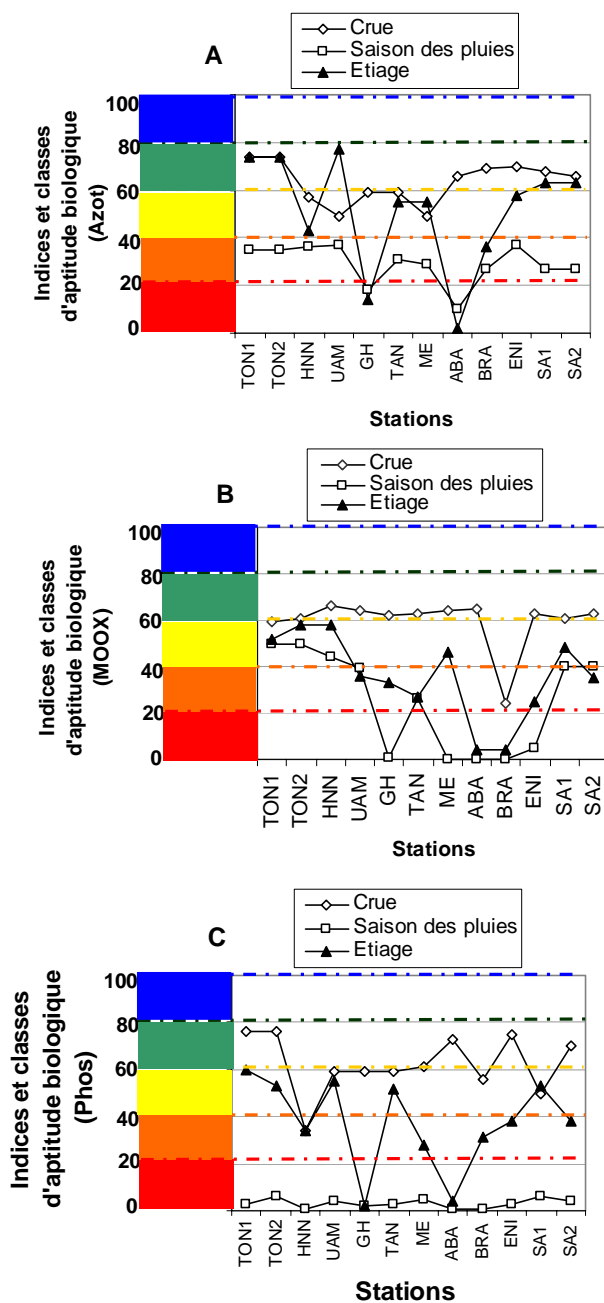 A
Crue
Saison des pluies
Etiage
Indices et classes
d'aptitude biologique
(Azot)
100
80
60
40
20
0
TON1
TON2
HNN
UAM
GH
TAN
ME
ABA
BRA
ENI
SA1
SA2
Stations
B
Crue
Saison des pluies
Etiage
Indices et classes
d'aptitude biologique
(MOOX)
100
80
60
40
20
0
TON1
TON2
HNN
UAM
GH
TAN
ME
ABA
BRA
ENI
SA1
SA2
Stations
C
Crue
Saison des pluies
Etiage
Indices et classes
d'aptitude biologique
(Phos)
100
80
60
40
20
0
TON1
TON2
HNN
UAM
GH
TAN
ME
ABA
BRA
ENI
SA1
SA2
Stations